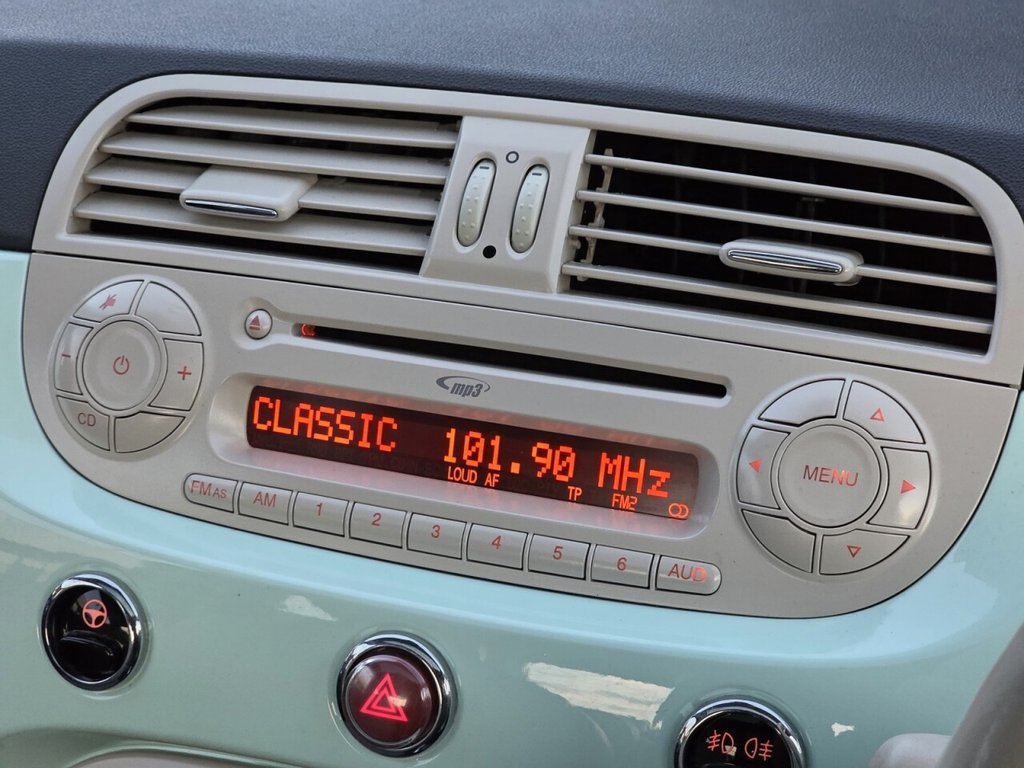 mp3
CLASSIC 101.90 MHz
LOUD AF TP FM2
CD
MENU
FM AS AM 1 2 3 4 5 6 AUD